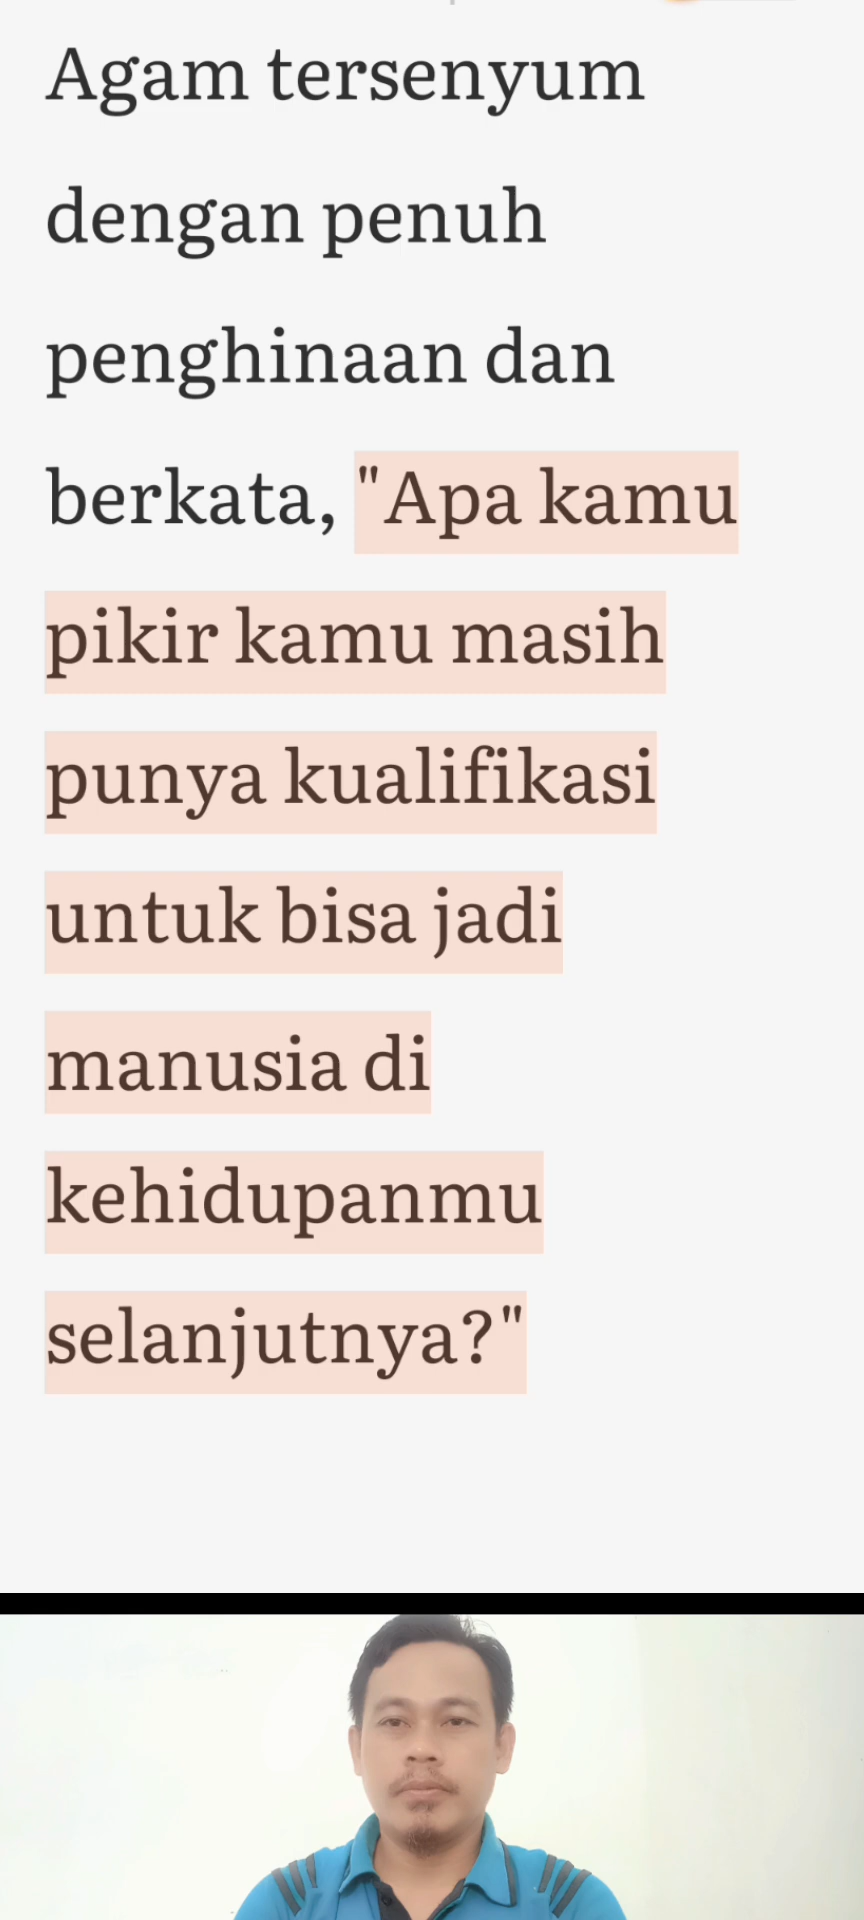 Agam tersenyum
dengan penuh
penghinaan dan
berkata, "Apa kamu
pikir kamu masih
punya kualifikasi
untuk bisa jadi
manusia di
kehidupanmu
selanjutnya?"